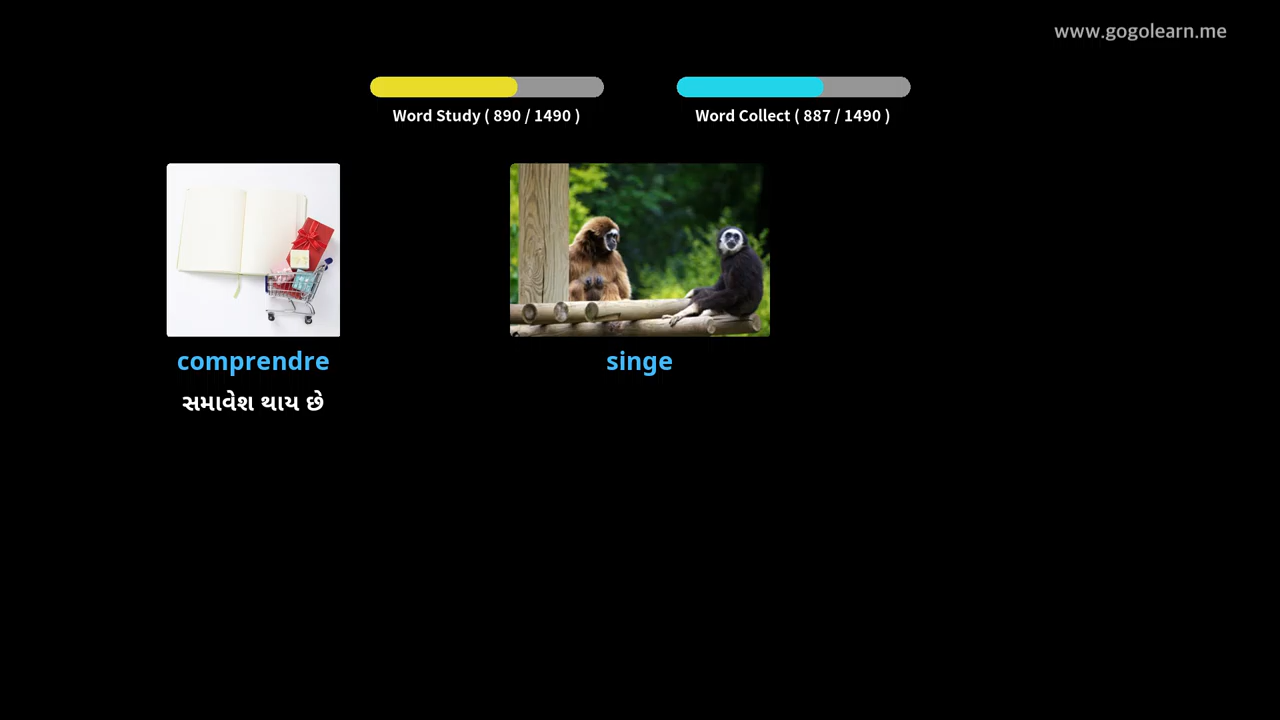 www.gogolearn.me
Word Study ( 890 / 1490 )
Word Collect ( 887 / 1490 )
comprendre
સમાવેશ થાય છે
singe